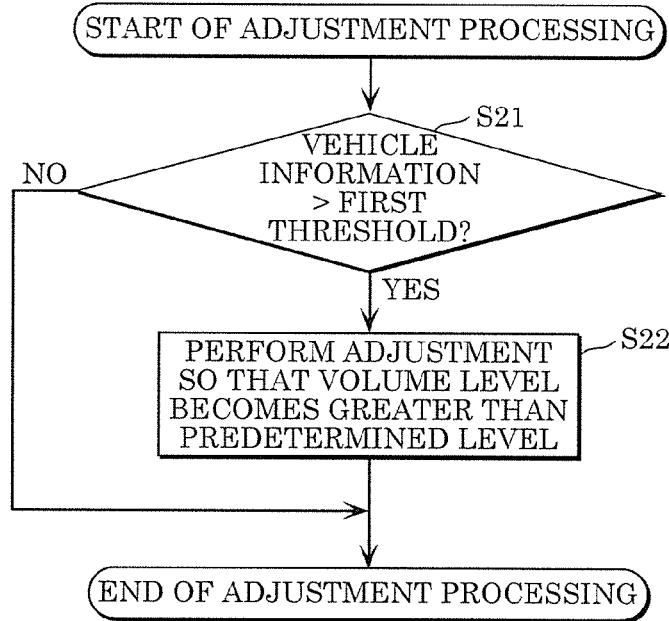 START OF ADJUSTMENT PROCESSING
S21
VEHICLE
INFORMATION
> FIRST
THRESHOLD?
NO
YES
S22
PERFORM ADJUSTMENT
SO THAT VOLUME LEVEL
BECOMES GREATER THAN
PREDETERMINED LEVEL
END OF ADJUSTMENT PROCESSING